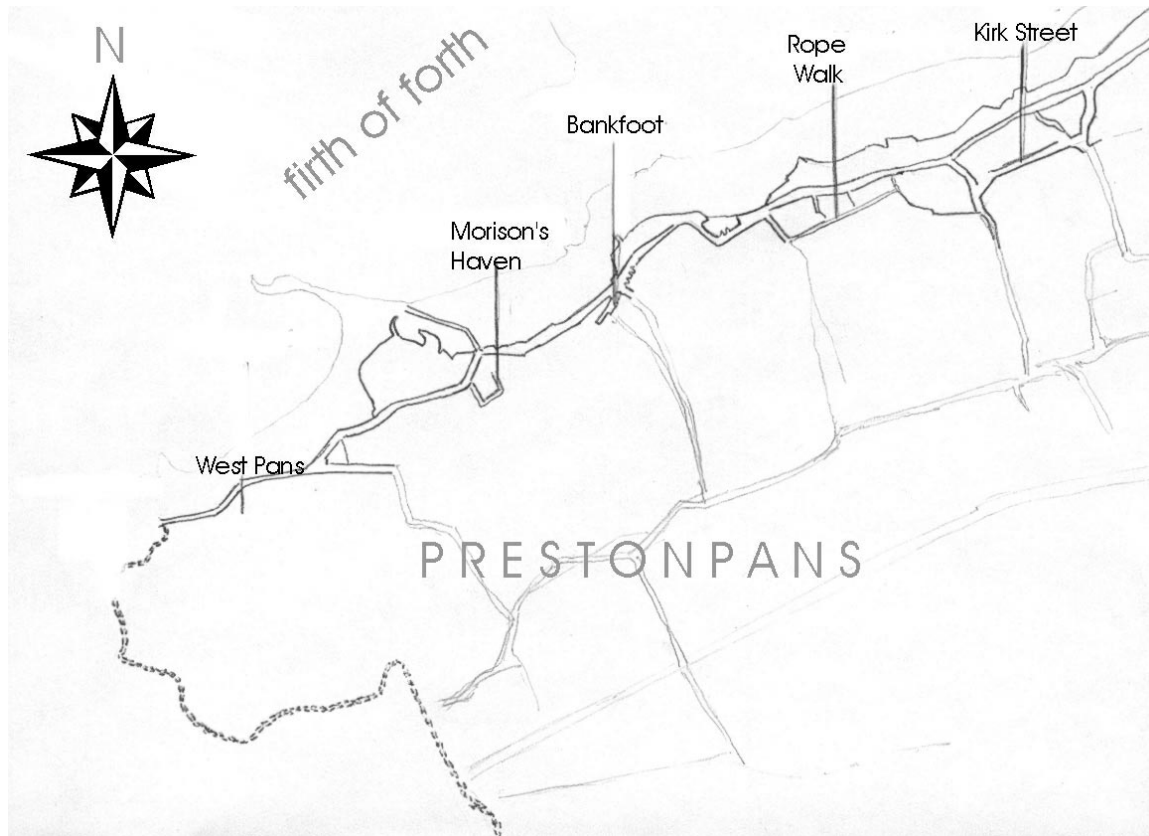 N
firth of forth
Kirk Street
Rope
Walk
Bankfoot
Morison's
Haven
West Pans
PRESTONPANS